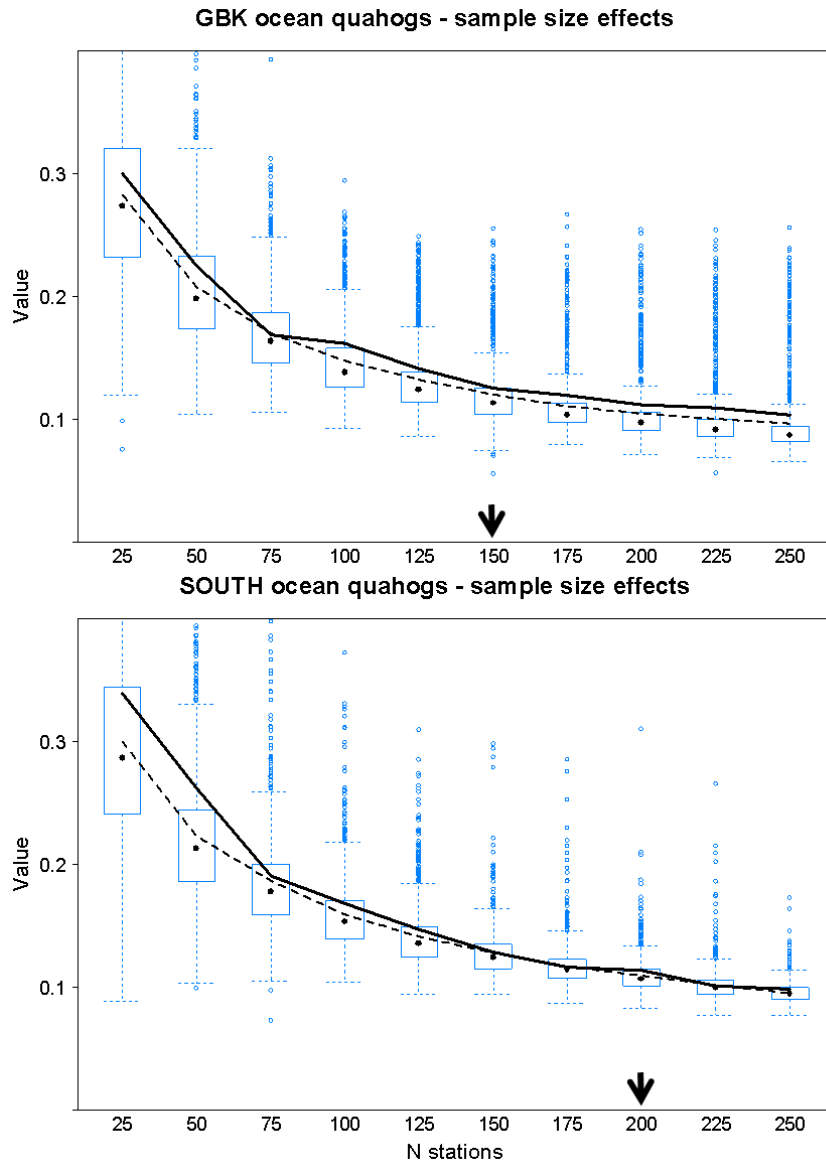 GBK ocean quahogs - sample size effects
Value
0.3
0.2
0.1
25 50 75 100 125 150 175 200 225 250
SOUTH ocean quahogs - sample size effects
Value
0.3
0.2
0.1
25 50 75 100 125 150 175 200 225 250
N stations